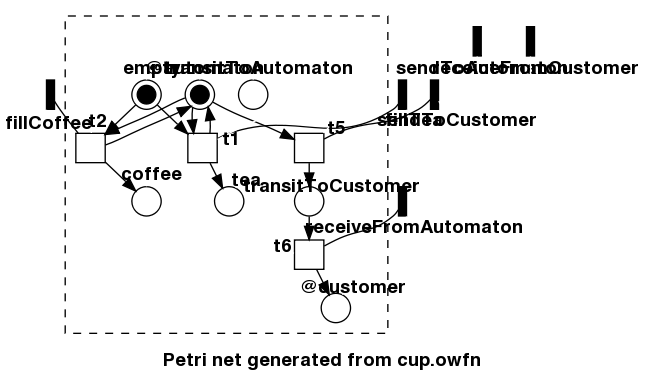 empty @automaton transitToAutomaton sendToAutomaton receiveFromCustomer
fillCoffee t2 fillTea sendToCustomer
t1 t5
coffee
tea transitToCustomer
receiveFromAutomaton
t6
@customer
Petri net generated from cup.owfn